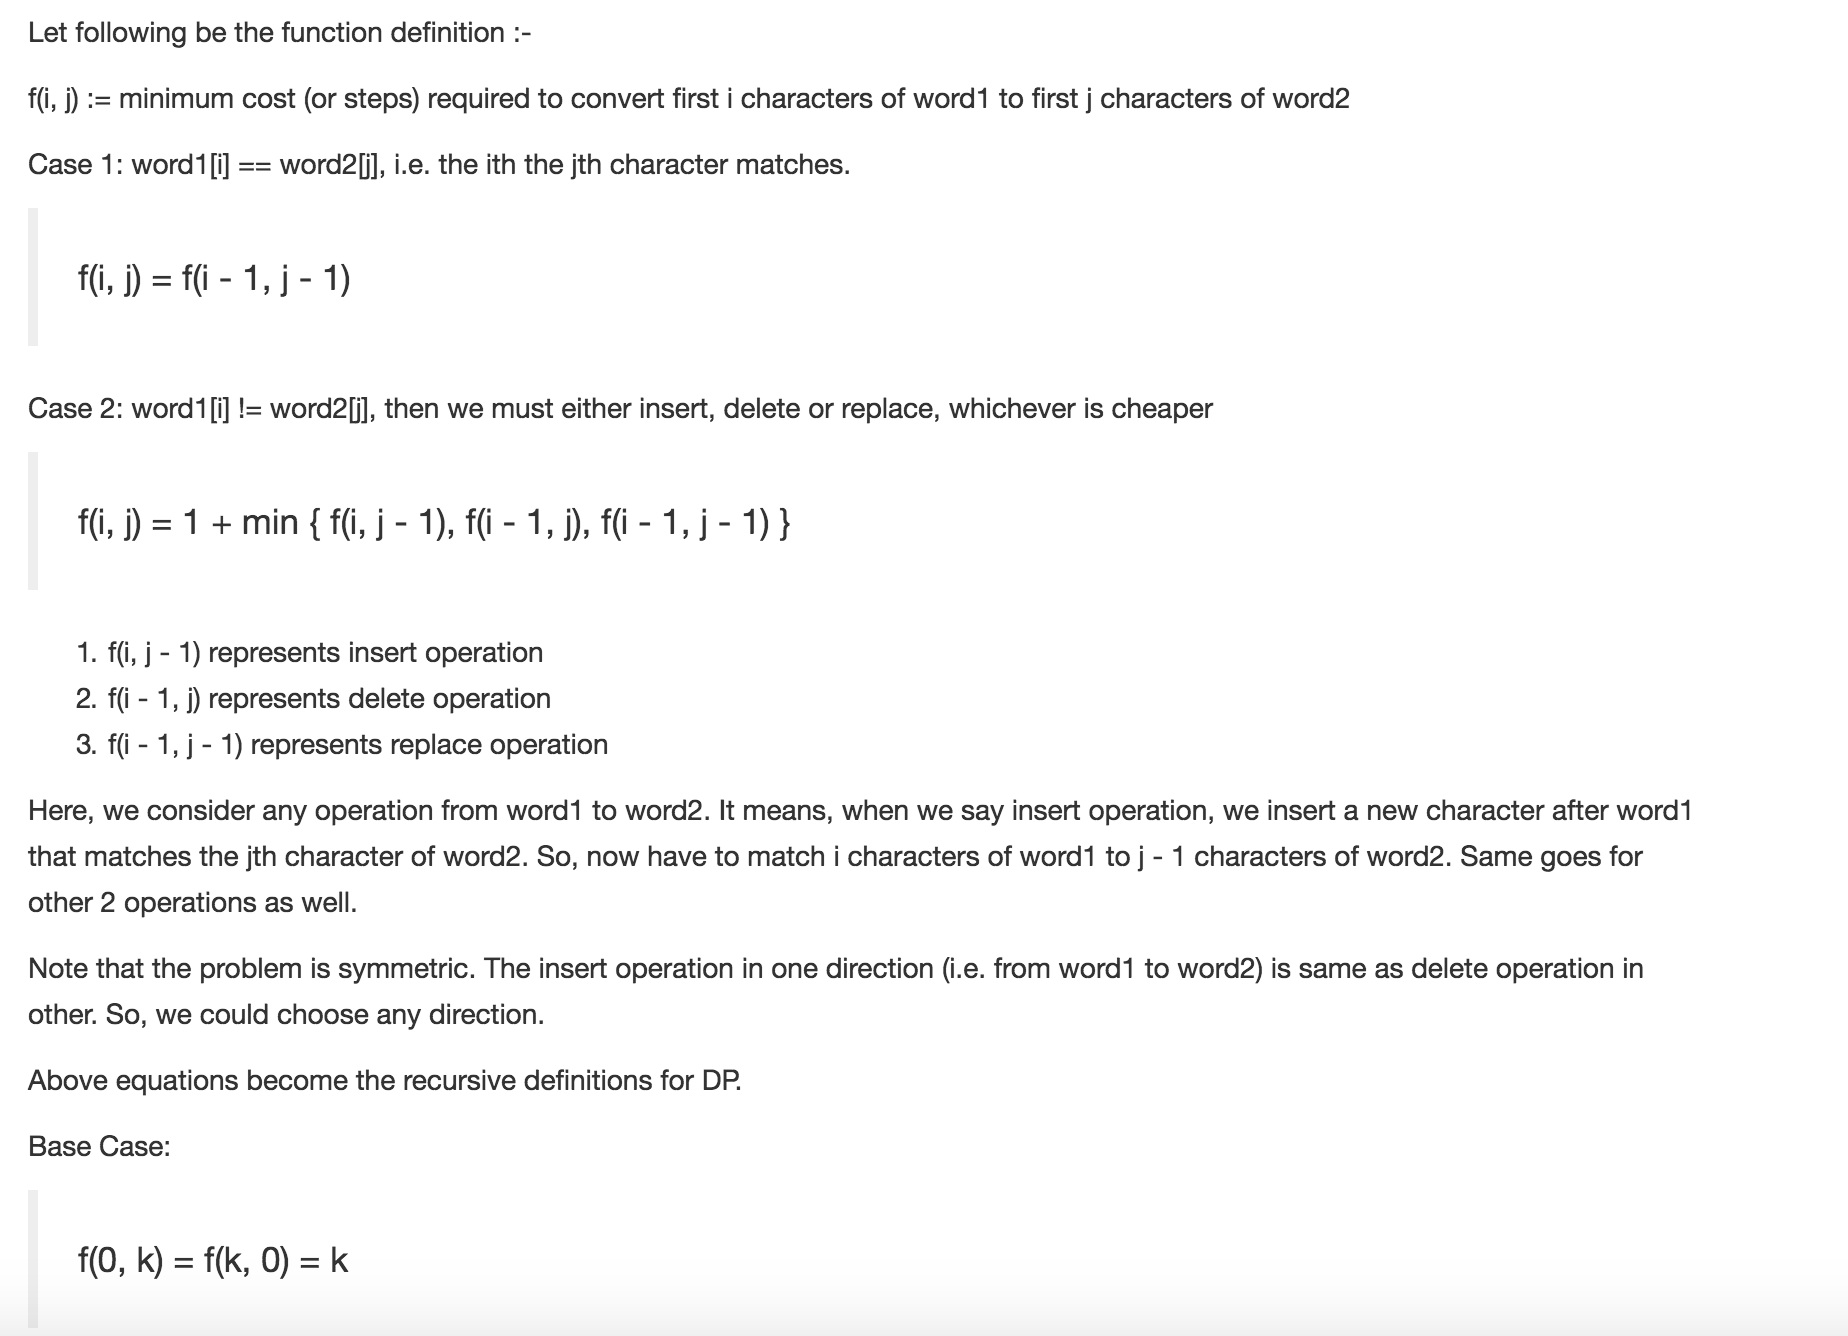 Let following be the function definition :-
f(i, j) := minimum cost (or steps) required to convert first i characters of word1 to first j characters of word2
Case 1: word1[i] == word2[j], i.e. the ith the jth character matches.
f(i, j) = f(i - 1, j - 1)
Case 2: word1[i] != word2[j], then we must either insert, delete or replace, whichever is cheaper
f(i, j) = 1 + min { f(i, j - 1), f(i - 1, j), f(i - 1, j - 1) }
1. f(i, j - 1) represents insert operation
2. f(i - 1, j) represents delete operation
3. f(i - 1, j - 1) represents replace operation
Here, we consider any operation from word1 to word2. It means, when we say insert operation, we insert a new character after word1
that matches the jth character of word2. So, now have to match i characters of word1 to j - 1 characters of word2. Same goes for
other 2 operations as well.
Note that the problem is symmetric. The insert operation in one direction (i.e. from word1 to word2) is same as delete operation in
other. So, we could choose any direction.
Above equations become the recursive definitions for DP.
Base Case:
f(0, k) = f(k, 0) = k